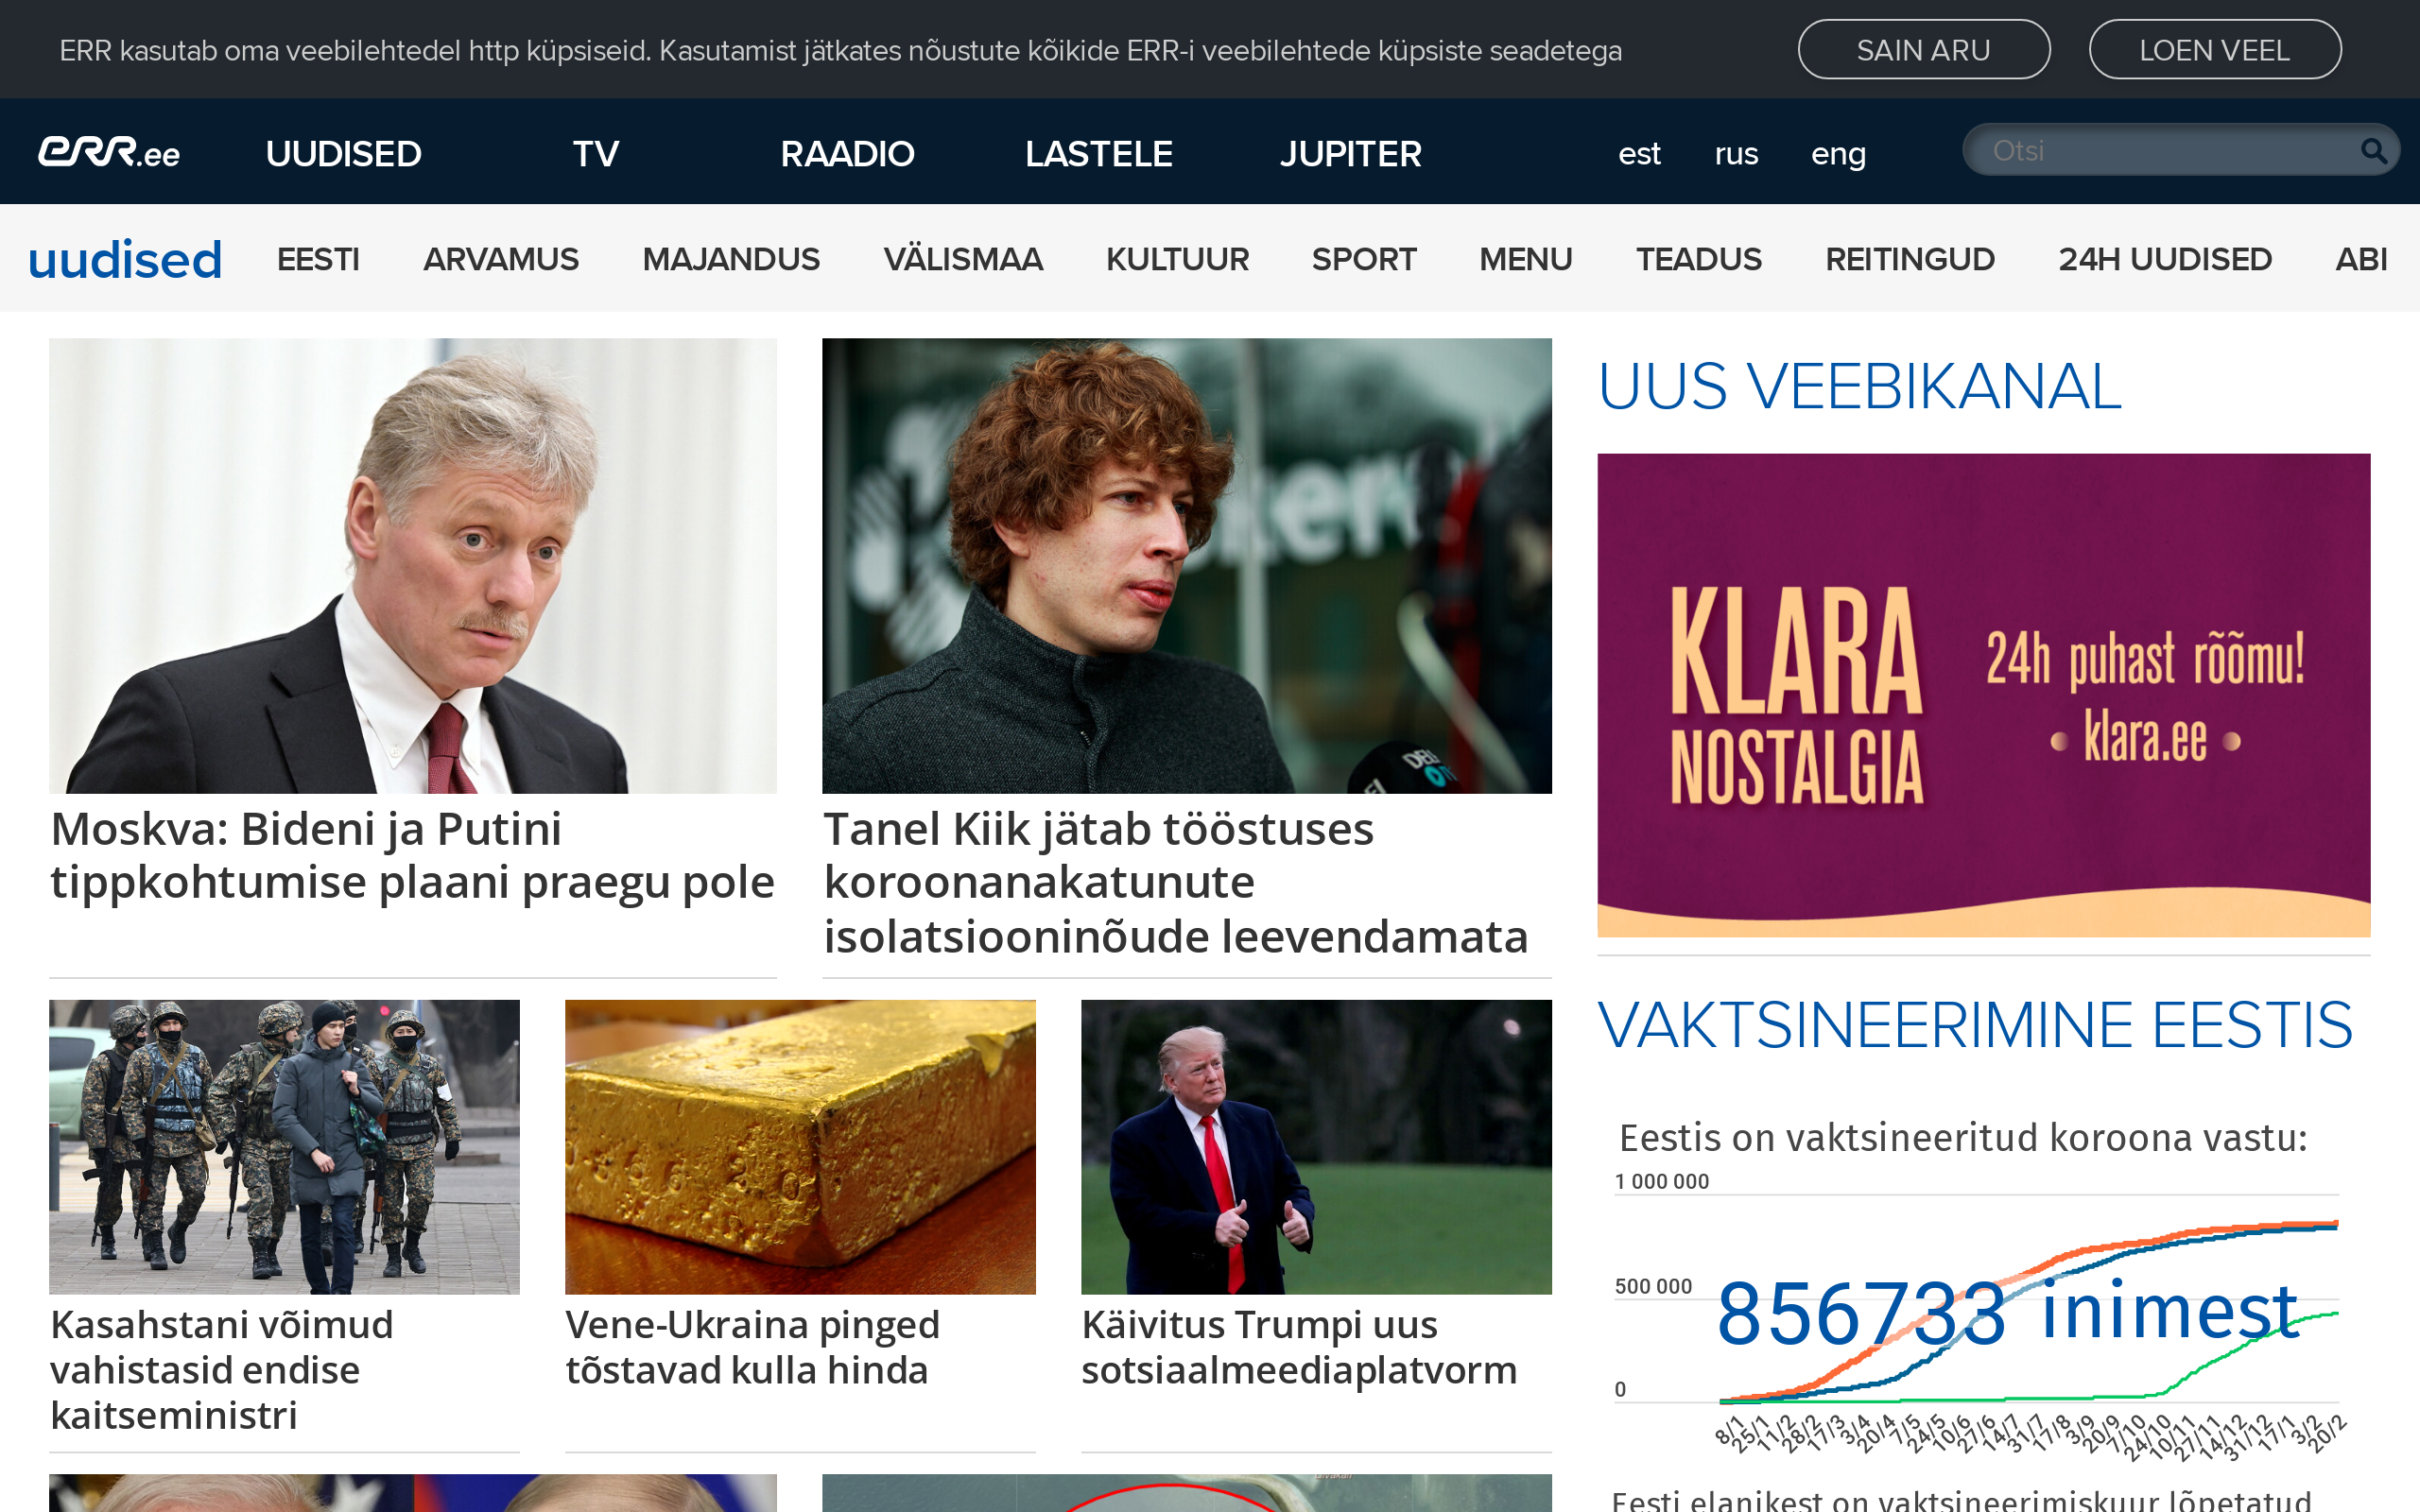 ERR kasutab oma veebilehtedel http küpsiseid. Kasutamist jätkates nõustute kõikide ERR-i veebilehtede küpsiste seadetega
SAIN ARU
LOEN VEEL
err.ee
UUDISED
TV
RAADIO
LASTELE
JUPITER
est
rus
eng
Otsi
uudised
EESTI
ARVAMUS
MAJANDUS
VÄLISMAA
KULTUUR
SPORT
MENU
TEADUS
REITINGUD
24H UUDISED
ABI
Moskva: Bideni ja Putini
tippkohtumise plaani praegu pole
Tanel Kiik jätab tööstuses
koroonanakatunute
isolatsiooninõude leevendamata
Kasahstani võimud
vahistasid endise
kaitseministri
Vene-Ukraina pinged
tõstavad kulla hinda
Käivitus Trumpi uus
sotsiaalmeediaplatvorm
UUS VEEBIKANAL
KLARA
NOSTALGIA
24h puhast rõõmu!
• klara.ee •
VAKTSINEERIMINE EESTIS
Eestis on vaktsineeritud koroona vastu:
1 000 000
500 000
856733 inimest
0
8/1
25/1
11/2
28/2
17/3
3/4
20/4
7/5
24/5
10/6
27/6
14/7
31/7
17/8
3/9
20/9
7/10
24/10
10/11
27/11
14/12
31/12
17/1
3/2
20/2
Eesti elanikest on vaktsineerimiskuur lõpetatud